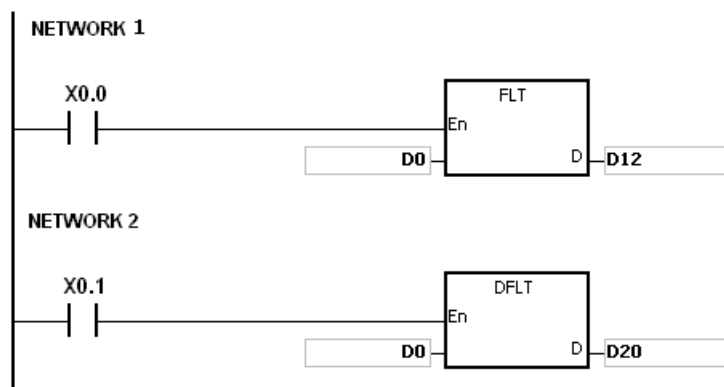 NETWORK 1
X0.0
FLT
En
D0
D
D12
NETWORK 2
X0.1
DFLT
En
D0
D
D20